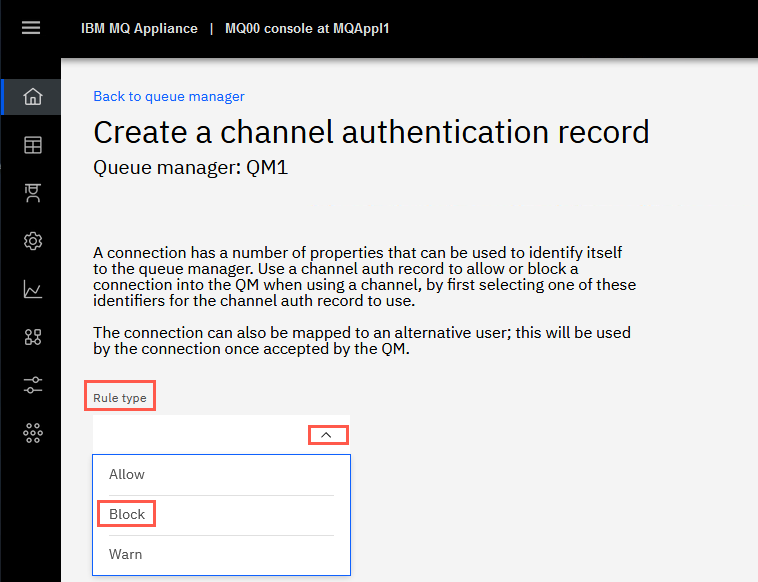 IBM MQ Appliance | MQ00 console at MQAppl1
Back to queue manager
Create a channel authentication record
Queue manager: QM1
A connection has a number of properties that can be used to identify itself
to the queue manager. Use a channel auth record to allow or block a
connection into the QM when using a channel, by first selecting one of these
identifiers for the channel auth record to use.
The connection can also be mapped to an alternative user; this will be used
by the connection once accepted by the QM.
Rule type
Allow
Block
Warn